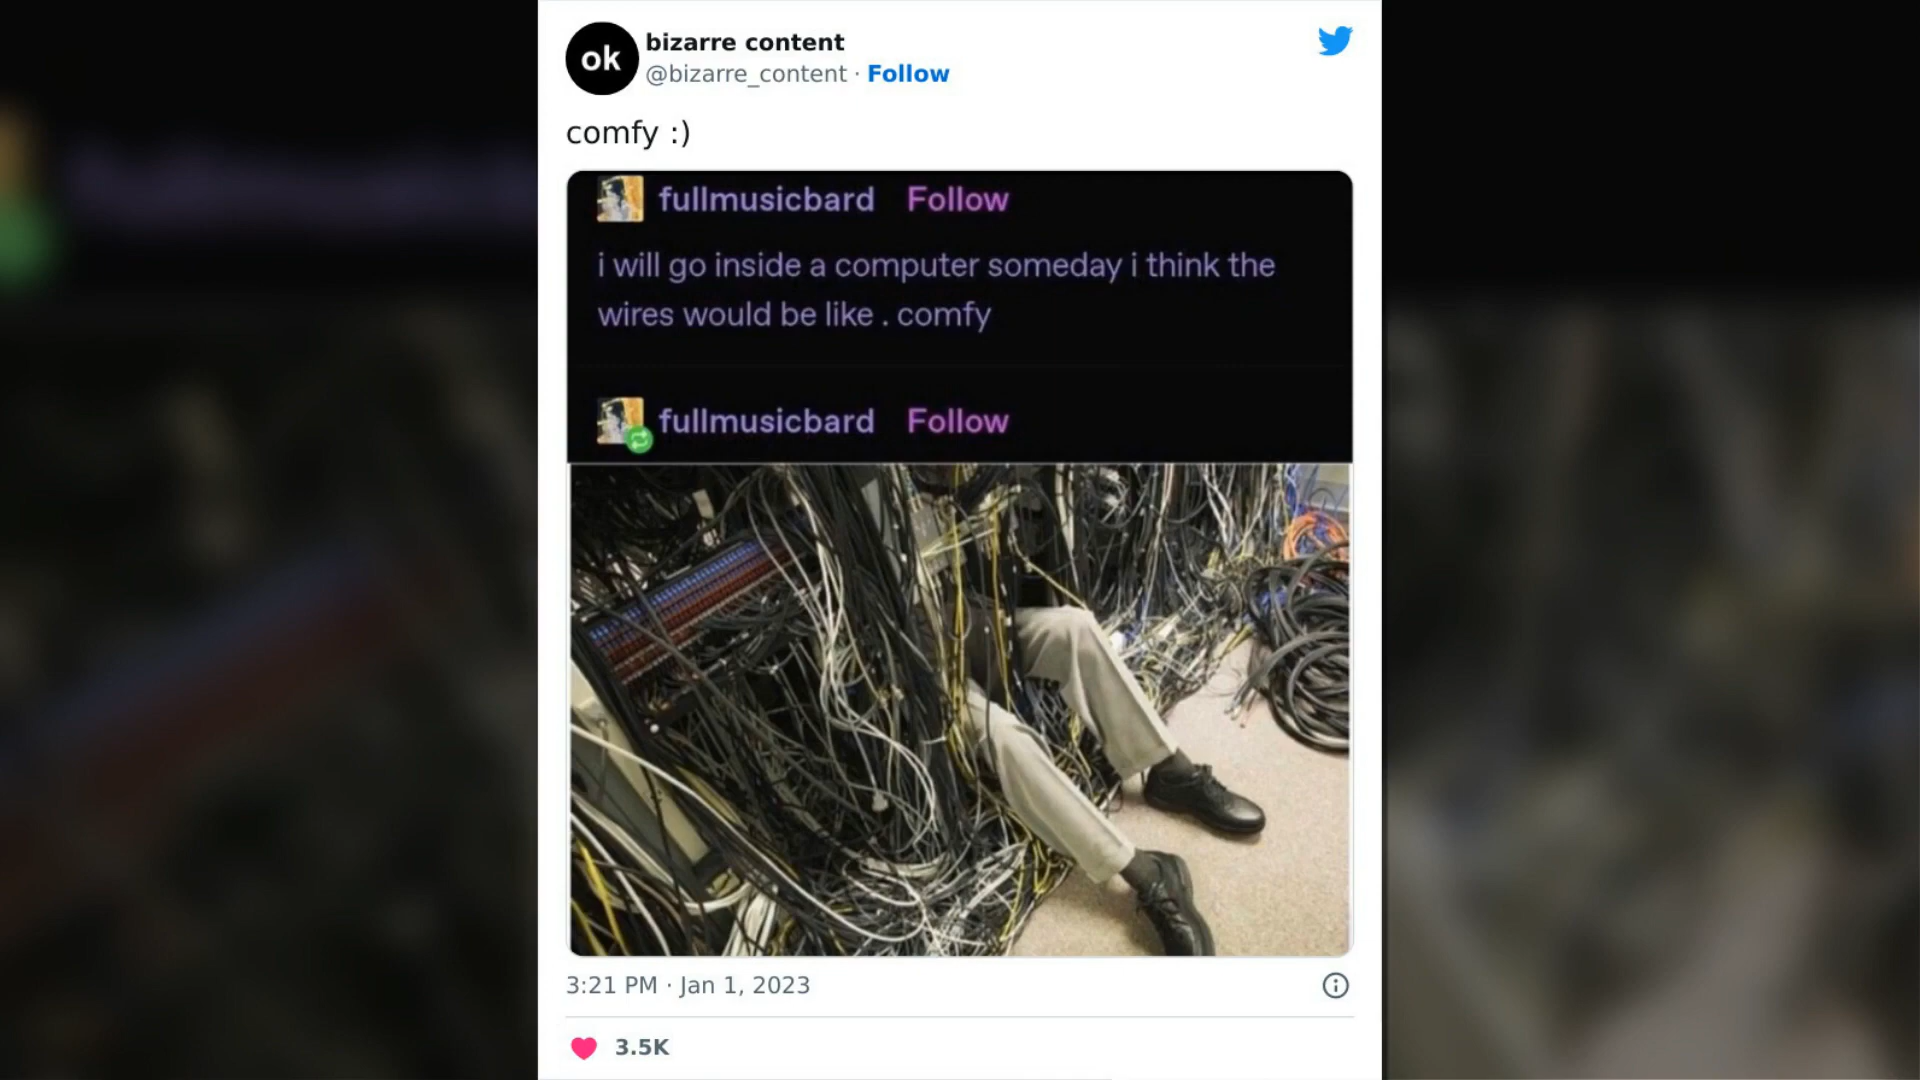 ok
bizarre content
@bizarre_content · Follow
comfy :)
fullmusicbard Follow
i will go inside a computer someday i think the
wires would be like . comfy
fullmusicbard Follow
3:21 PM · Jan 1, 2023
3.5K